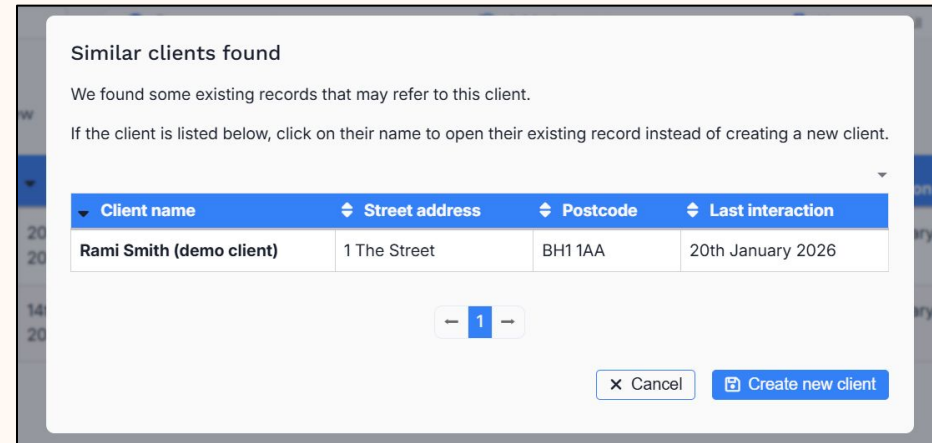 Similar clients found
We found some existing records that may refer to this client.
If the client is listed below, click on their name to open their existing record instead of creating a new client.
Client name Street address Postcode Last interaction
Rami Smith (demo client) 1 The Street BH1 1AA 20th January 2026
← 1 →
× Cancel Create new client